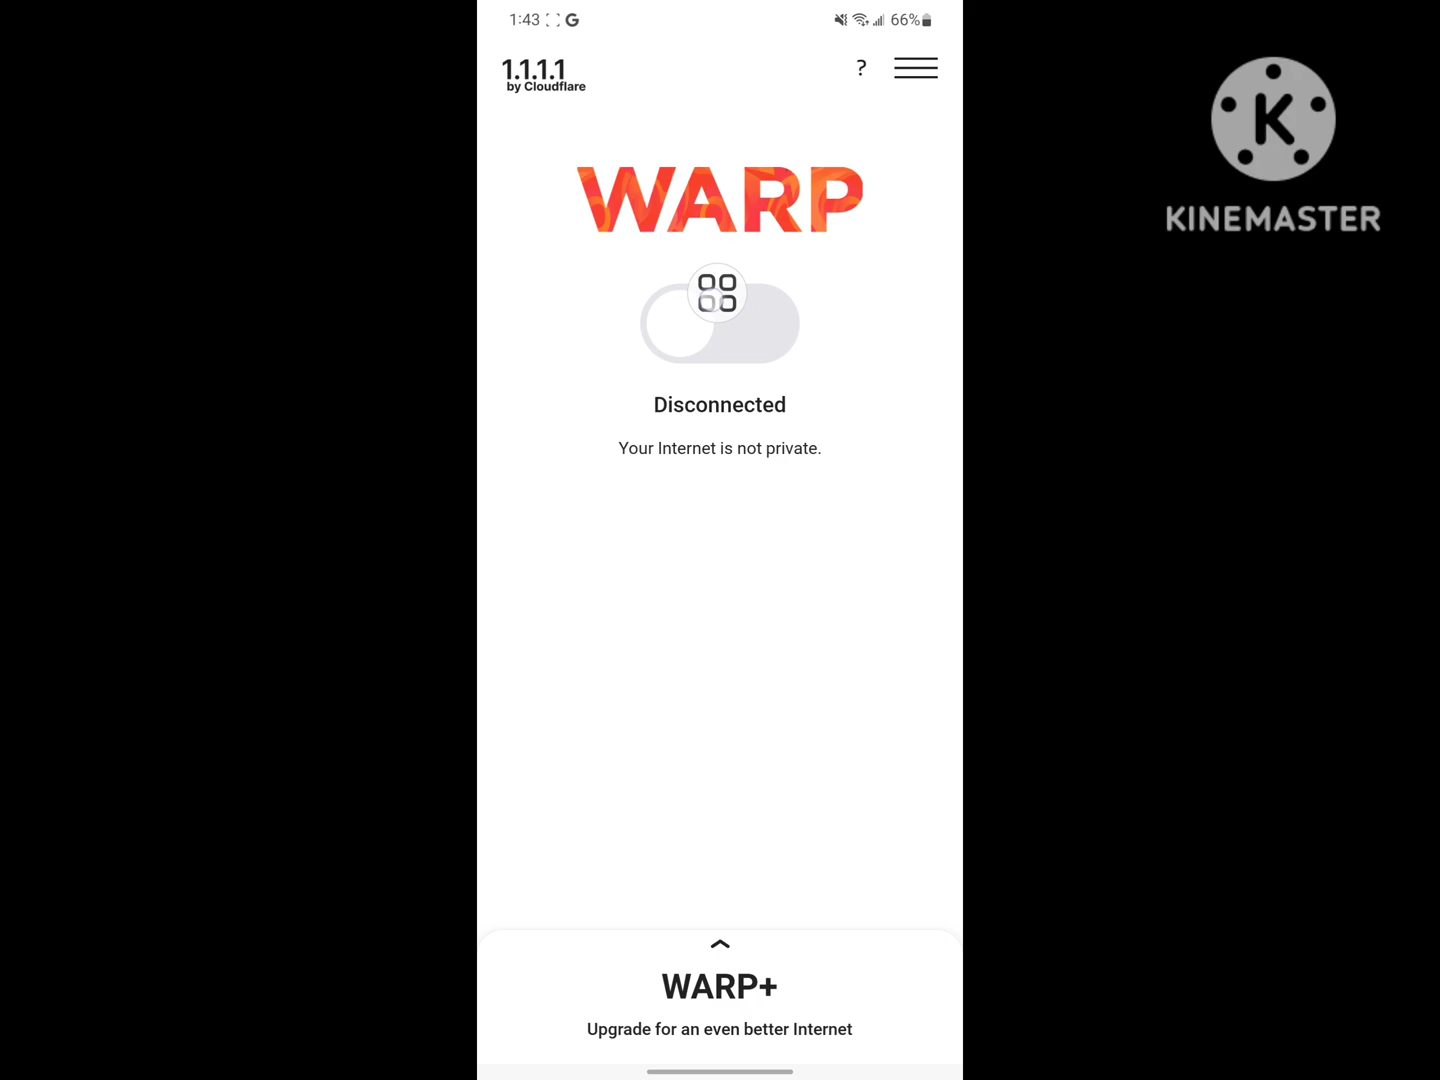 1:43 G 66%
1.1.1.1
by Cloudflare
?
K
KINEMASTER
WARP
Disconnected
Your Internet is not private.
WARP+
Upgrade for an even better Internet